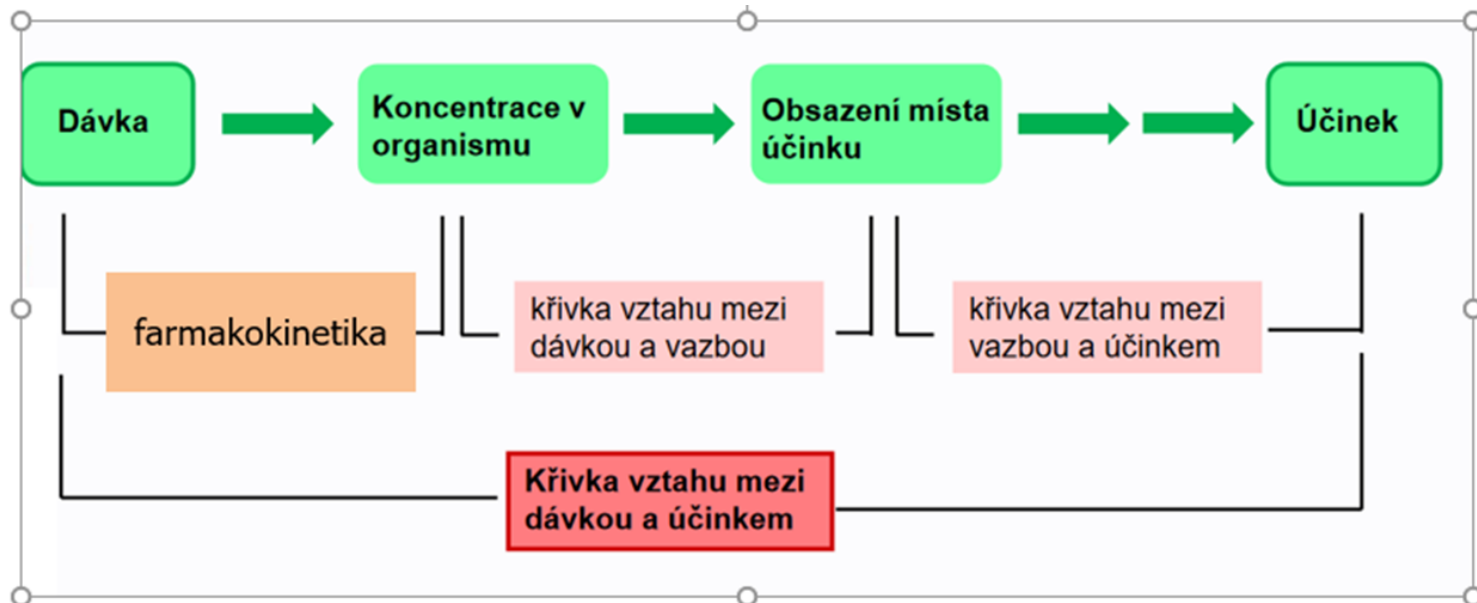 Dávka
Koncentrace v
organismu
Obsazení místa
účinku
Účinek
farmakokinetika
křivka vztahu mezi
dávkou a vazbou
křivka vztahu mezi
vazbou a účinkem
Křivka vztahu mezi
dávkou a účinkem